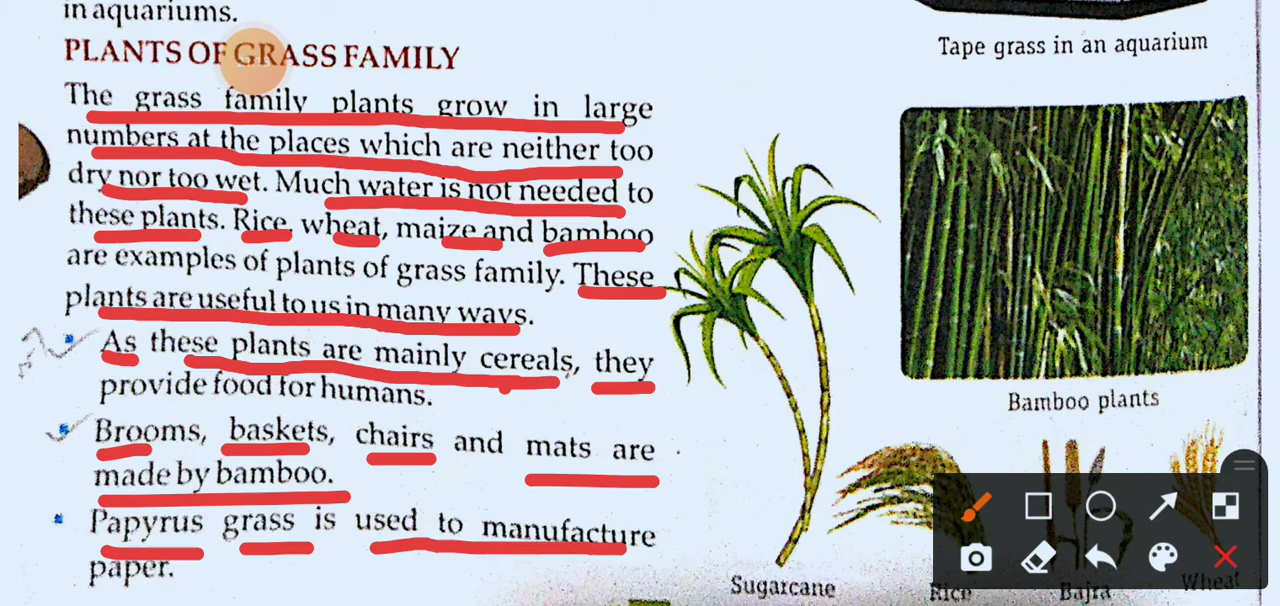 in aquariums.
PLANTS OF GRASS FAMILY
The grass family plants grow in large
numbers at the places which are neither too
dry nor too wet. Much water is not needed to
these plants. Rice, wheat, maize and bamboo
are examples of plants of grass family. These
plants are useful to us in many ways.
As these plants are mainly cereals, they
provide food for humans.
Brooms, baskets, chairs and mats are
made by bamboo.
Papyrus grass is used to manufacture
paper.
Tape grass in an aquarium
Bamboo plants
Sugarcane
Rice
Bajra
Wheat